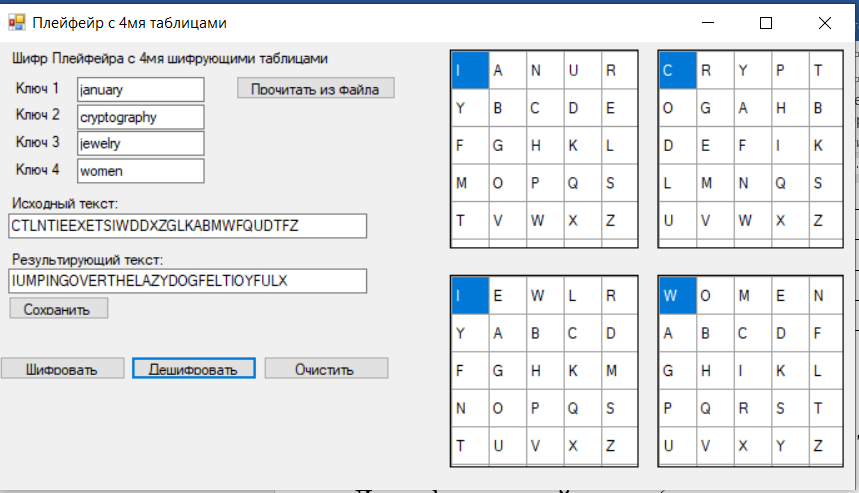 Плейфейр с 4мя таблицами
Шифр Плейфейра с 4мя шифрующими таблицами
Ключ 1 january Прочитать из файла
Ключ 2 cryptography
Ключ 3 jewelry
Ключ 4 women
Исходный текст:
CTLNTIEEXETSIWDDXZGLKABMWFQUDTFZ
Результирующий текст:
IUMPINGOVERTHELAZYDOGFELTIOYFULX
Сохранить
Шифровать Дешифровать Очистить
I A N U R
Y B C D E
F G H K L
M O P Q S
T V W X Z
C R Y P T
O G A H B
D E F I K
L M N Q S
U V W X Z
I E W L R
Y A B C D
F G H K M
N O P Q S
T U V X Z
W O M E N
A B C D F
G H I K L
P Q R S T
U V X Y Z